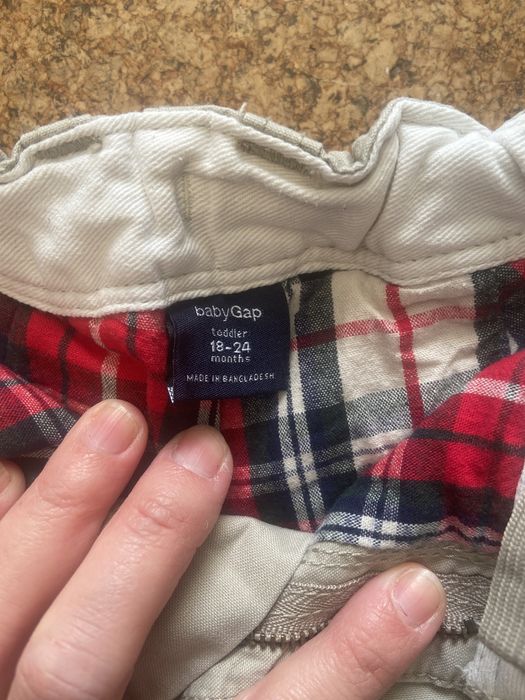 babyGap
toddler
18-24
months
MADE IN BANGLADESH